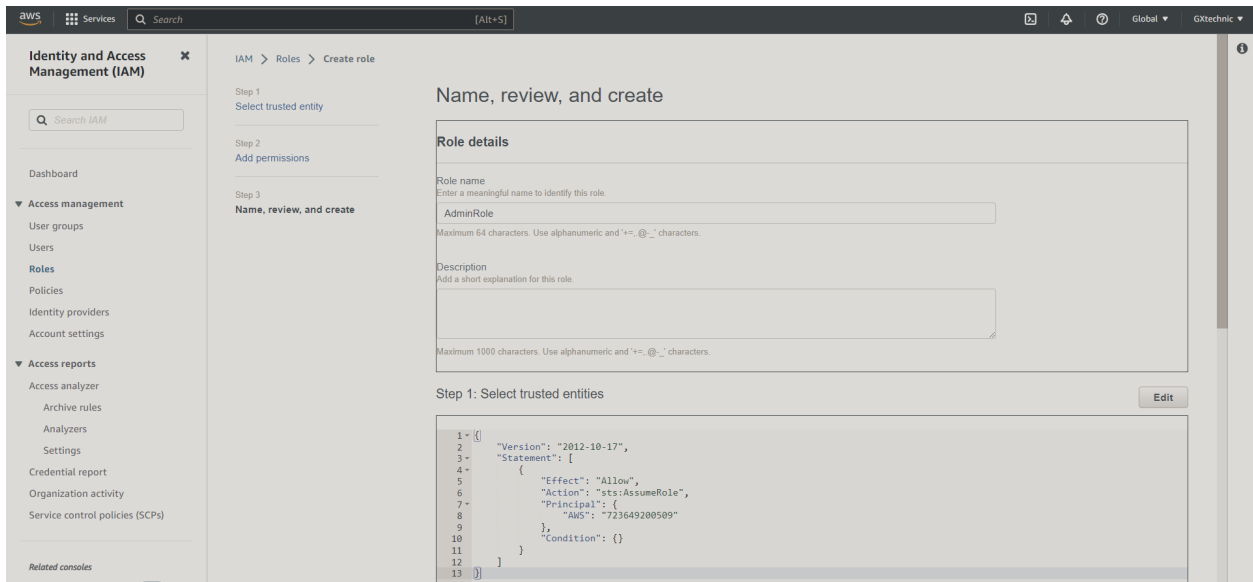 aws Services Search [Alt+S] Global GXtechnic
Identity and Access
Management (IAM)
Search IAM
Dashboard
Access management
User groups
Users
Roles
Policies
Identity providers
Account settings
Access reports
Access analyzer
Archive rules
Analyzers
Settings
Credential report
Organization activity
Service control policies (SCPs)
Related consoles
IAM > Roles > Create role
Step 1
Select trusted entity
Step 2
Add permissions
Step 3
Name, review, and create
Name, review, and create
Role details
Role name
Enter a meaningful name to identify this role.
AdminRole
Maximum 64 characters. Use alphanumeric and '+=,.@-_' characters.
Description
Add a short explanation for this role.
Maximum 1000 characters. Use alphanumeric and '+=,.@-_' characters.
Step 1: Select trusted entities
Edit
1 {
2 "Version": "2012-10-17",
3 "Statement": [
4 {
5 "Effect": "Allow",
6 "Action": "sts:AssumeRole",
7 "Principal": {
8 "AWS": "723649200509"
9 },
10 "Condition": {}
11 }
12 ]
13 }